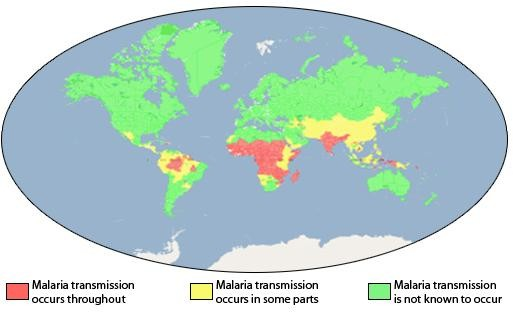 Malaria transmission
occurs throughout
Malaria transmission
occurs in some parts
Malaria transmission
is not known to occur